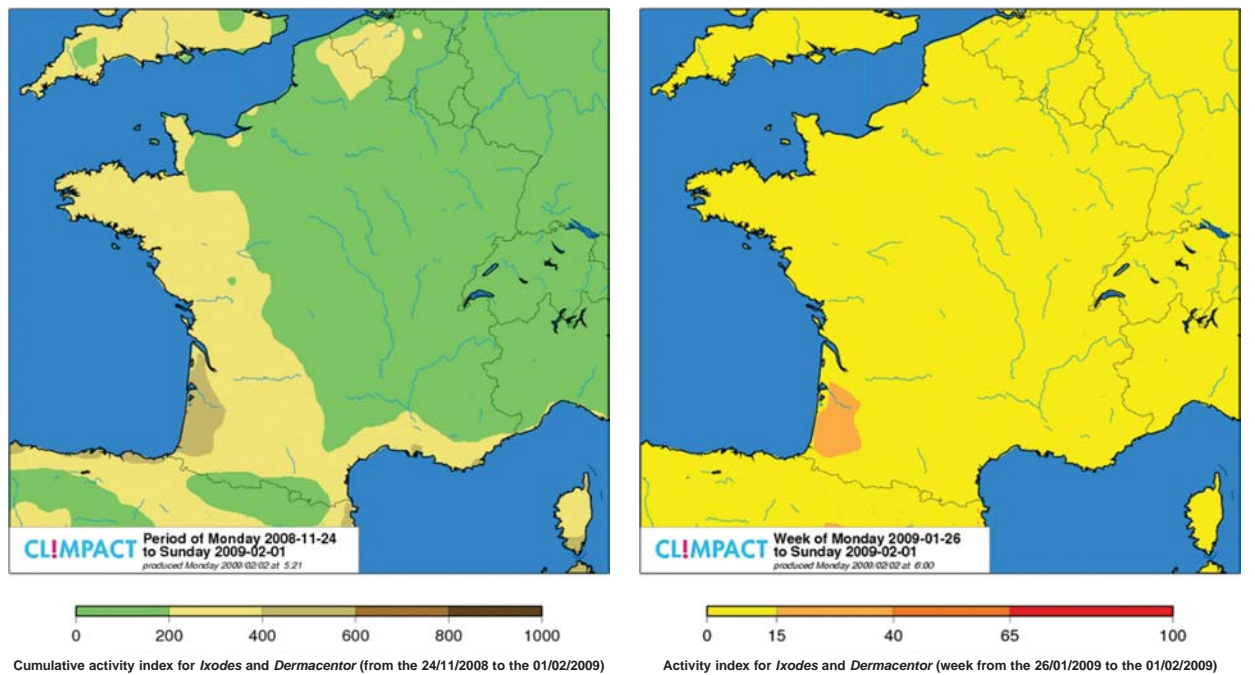 CL!MPACT
Period of Monday 2008-11-24
to Sunday 2009-02-01
produced Monday 2009/02/02 at 5:21
0 200 400 600 800 1000
Cumulative activity index for Ixodes and Dermacentor (from the 24/11/2008 to the 01/02/2009)
CL!MPACT
Week of Monday 2009-01-26
to Sunday 2009-02-01
produced Monday 2009/02/02 at 6:00
0 15 40 65 100
Activity index for Ixodes and Dermacentor (week from the 26/01/2009 to the 01/02/2009)